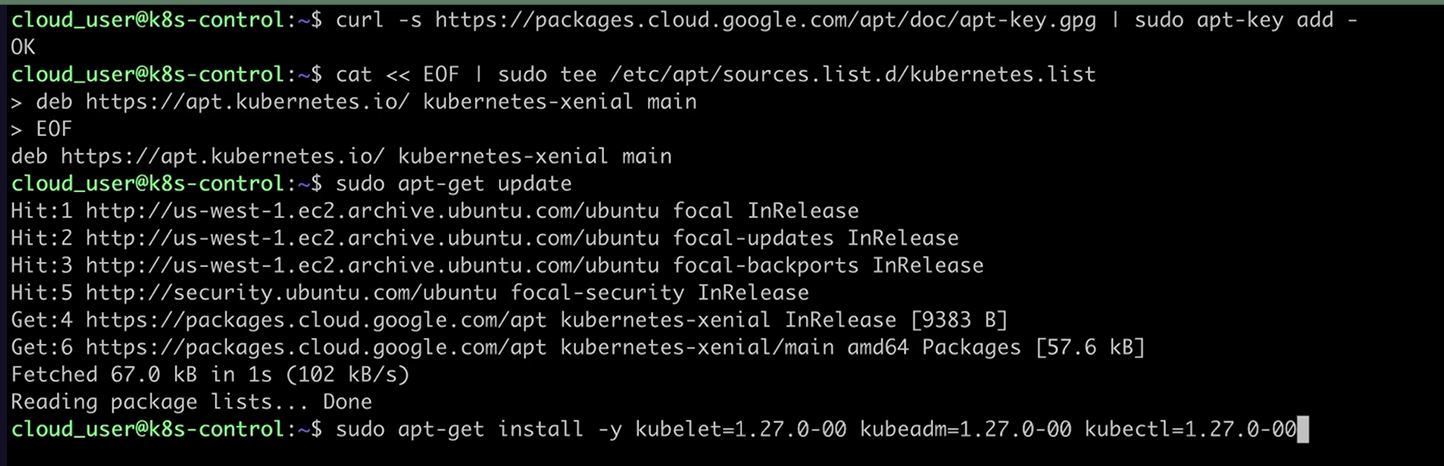 cloud_user@k8s-control:~$ curl -s https://packages.cloud.google.com/apt/doc/apt-key.gpg | sudo apt-key add -
OK
cloud_user@k8s-control:~$ cat << EOF | sudo tee /etc/apt/sources.list.d/kubernetes.list
> deb https://apt.kubernetes.io/ kubernetes-xenial main
> EOF
deb https://apt.kubernetes.io/ kubernetes-xenial main
cloud_user@k8s-control:~$ sudo apt-get update
Hit:1 http://us-west-1.ec2.archive.ubuntu.com/ubuntu focal InRelease
Hit:2 http://us-west-1.ec2.archive.ubuntu.com/ubuntu focal-updates InRelease
Hit:3 http://us-west-1.ec2.archive.ubuntu.com/ubuntu focal-backports InRelease
Hit:5 http://security.ubuntu.com/ubuntu focal-security InRelease
Get:4 https://packages.cloud.google.com/apt kubernetes-xenial InRelease [9383 B]
Get:6 https://packages.cloud.google.com/apt kubernetes-xenial/main amd64 Packages [57.6 kB]
Fetched 67.0 kB in 1s (102 kB/s)
Reading package lists... Done
cloud_user@k8s-control:~$ sudo apt-get install -y kubelet=1.27.0-00 kubeadm=1.27.0-00 kubectl=1.27.0-00